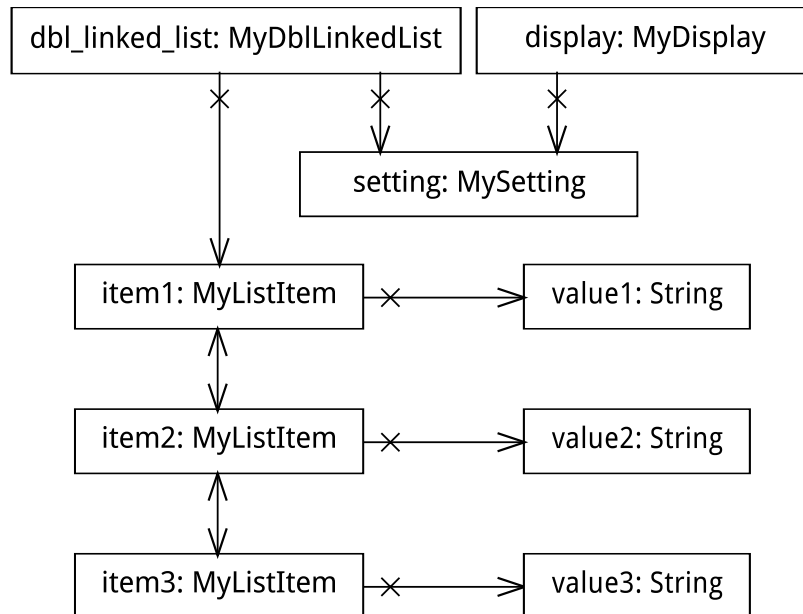 dbl_linked_list: MyDblLinkedList
display: MyDisplay
setting: MySetting
item1: MyListItem
value1: String
item2: MyListItem
value2: String
item3: MyListItem
value3: String